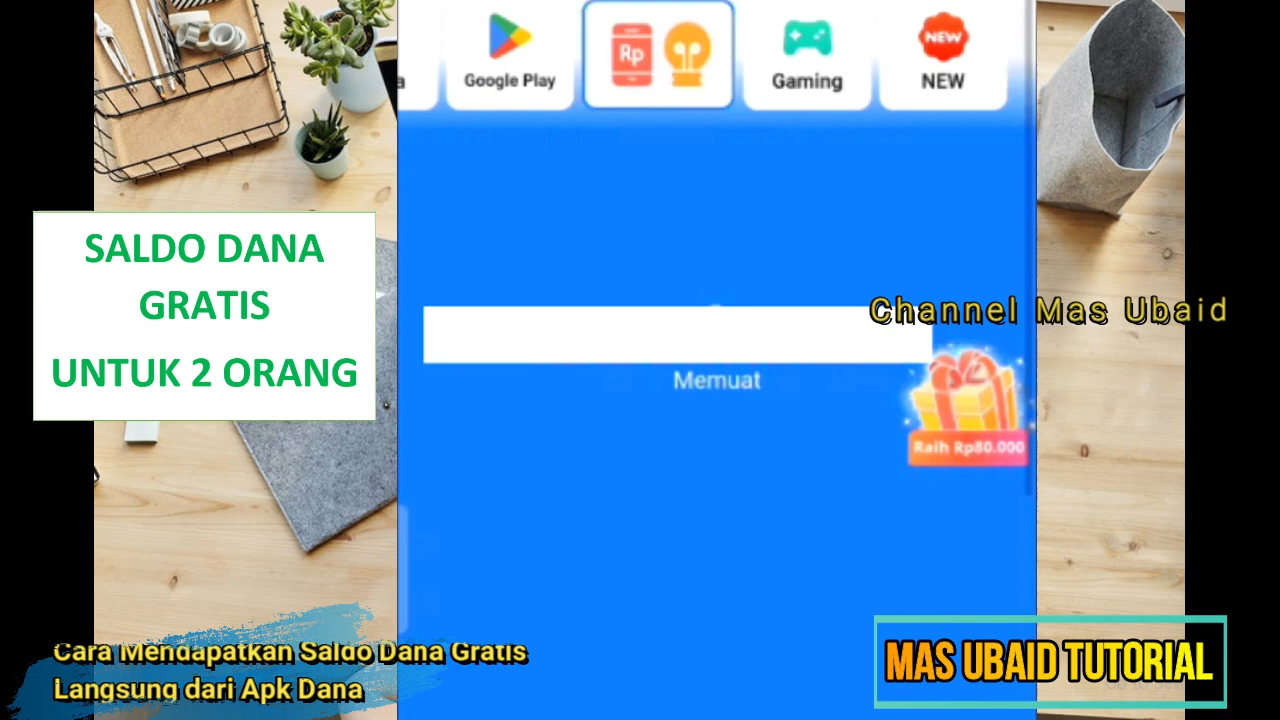 a
Google Play
Rp
Gaming
NEW
NEW
SALDO DANA
GRATIS
UNTUK 2 ORANG
Channel Mas Ubaid
Memuat
Raih Rp80.000
Cara Mendapatkan Saldo Dana Gratis
Langsung dari Apk Dana
MAS UBAID TUTORIAL